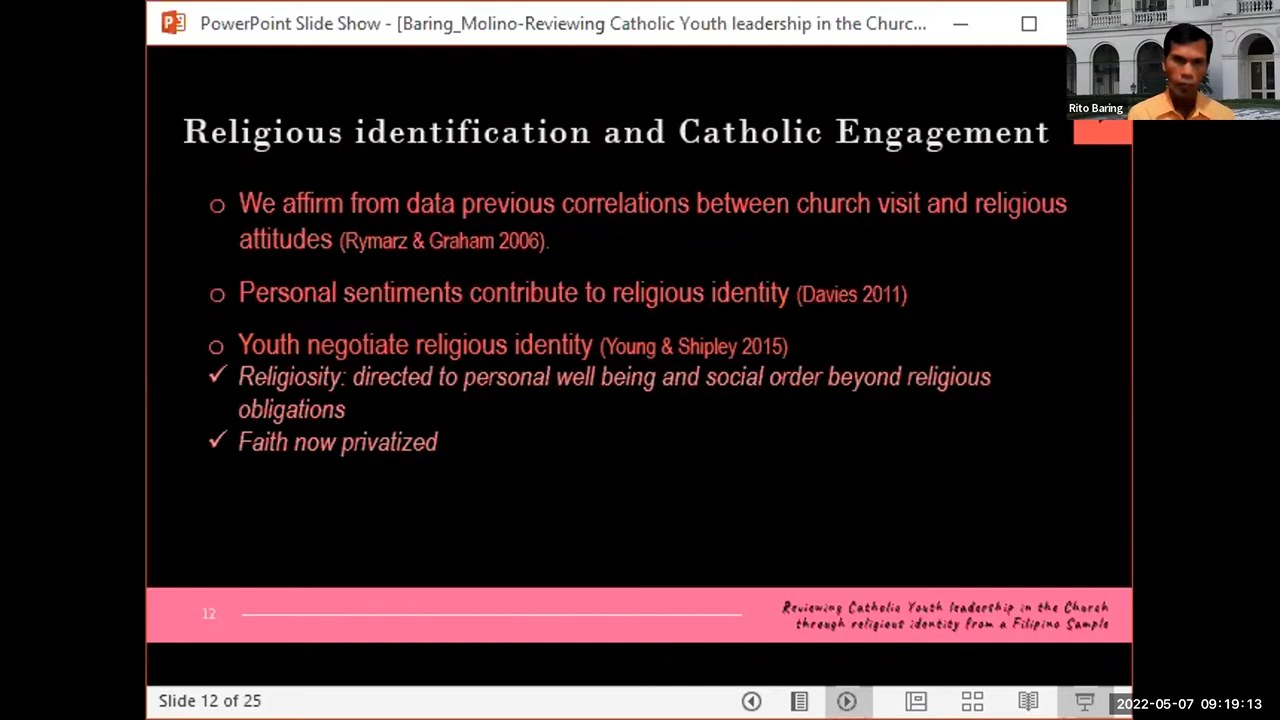 PowerPoint Slide Show - [Baring_Molino-Reviewing Catholic Youth leadership in the Churc...
Rito Baring
Religious identification and Catholic Engagement
o We affirm from data previous correlations between church visit and religious
attitudes (Rymarz & Graham 2006).
o Personal sentiments contribute to religious identity (Davies 2011)
o Youth negotiate religious identity (Young & Shipley 2015)
✓ Religiosity: directed to personal well being and social order beyond religious
obligations
✓ Faith now privatized
12
Reviewing Catholic Youth leadership in the Church
through religious identity from a Filipino Sample
Slide 12 of 25
2022-05-07 09:19:13